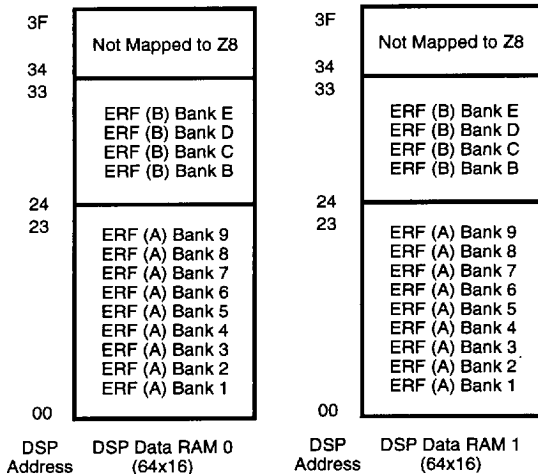 3F
Not Mapped to Z8
34
33
ERF (B) Bank E
ERF (B) Bank D
ERF (B) Bank C
ERF (B) Bank B
24
23
ERF (A) Bank 9
ERF (A) Bank 8
ERF (A) Bank 7
ERF (A) Bank 6
ERF (A) Bank 5
ERF (A) Bank 4
ERF (A) Bank 3
ERF (A) Bank 2
ERF (A) Bank 1
00
DSP Address
DSP Data RAM 0
(64x16)
3F
Not Mapped to Z8
34
33
ERF (B) Bank E
ERF (B) Bank D
ERF (B) Bank C
ERF (B) Bank B
24
23
ERF (A) Bank 9
ERF (A) Bank 8
ERF (A) Bank 7
ERF (A) Bank 6
ERF (A) Bank 5
ERF (A) Bank 4
ERF (A) Bank 3
ERF (A) Bank 2
ERF (A) Bank 1
00
DSP Address
DSP Data RAM 1
(64x16)